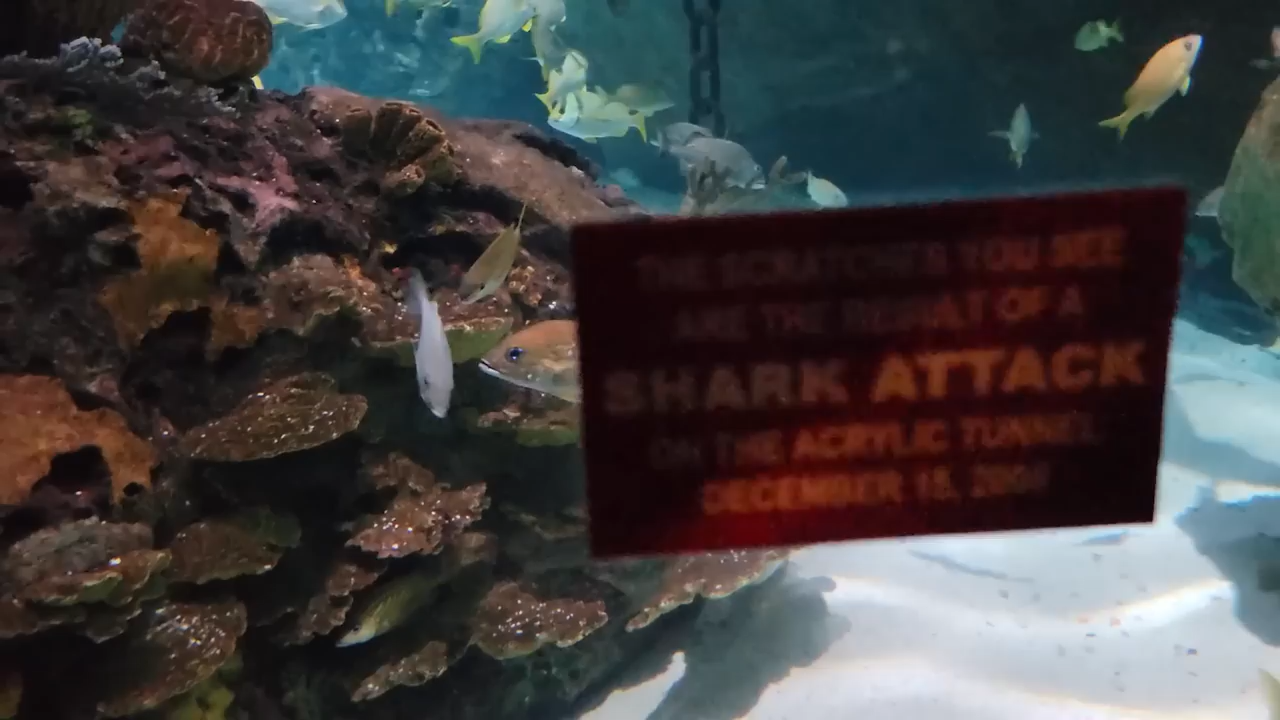 THE SCRATCHES YOU SEE
ARE THE RESULT OF A
SHARK ATTACK
ON THE ACRYLIC TUNNEL
DECEMBER 15,